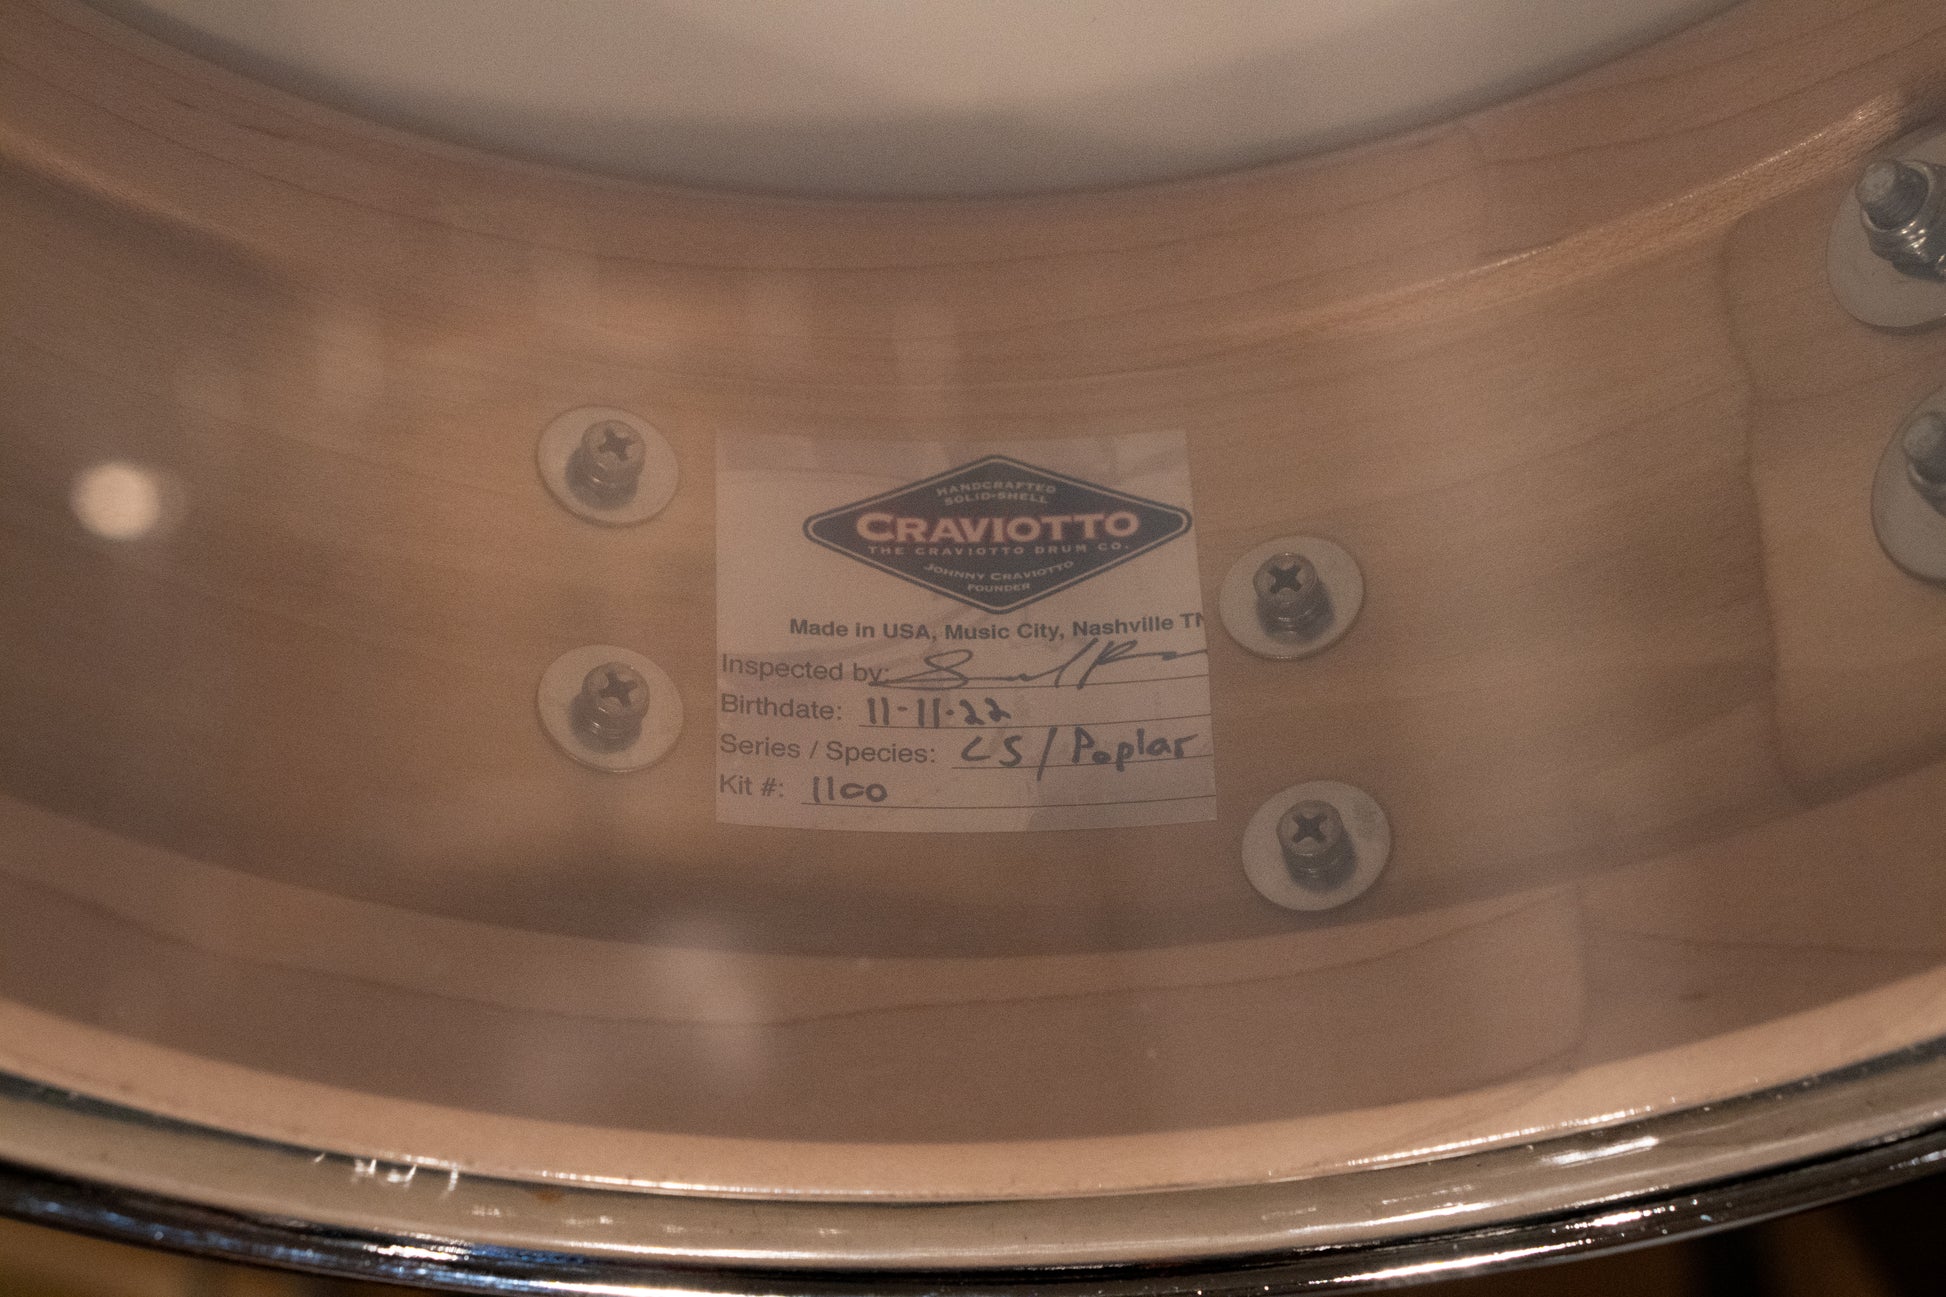 HANDCRAFTED
SOLID-SHELL
CRAVIOTTO
THE CRAVIOTTO DRUM CO.
JOHNNY CRAVIOTTO
FOUNDER
Made in USA, Music City, Nashville TN
Inspected by:
Birthdate: 11-11-22
Series / Species: CS / Poplar
Kit #: 1100